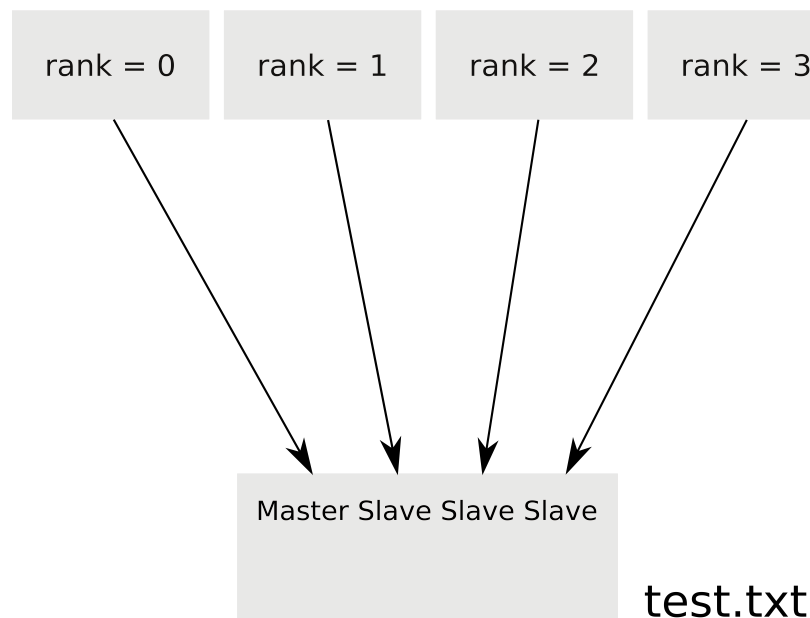 rank = 0
rank = 1
rank = 2
rank = 3
Master Slave Slave Slave
test.txt